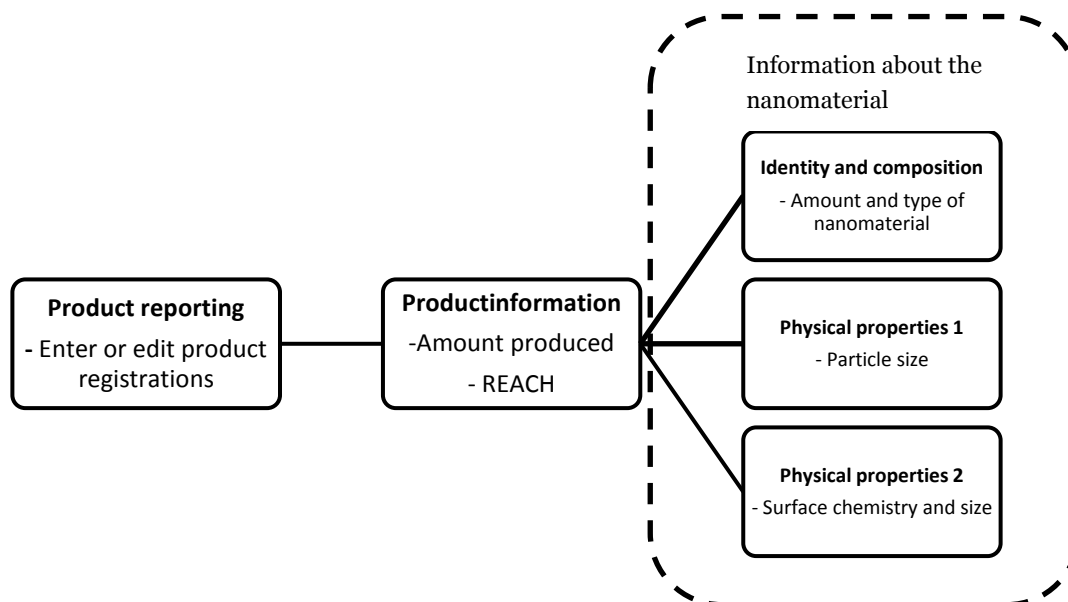 Information about the
nanomaterial
Identity and composition
- Amount and type of
nanomaterial
Product reporting
- Enter or edit product
registrations
Productinformation
-Amount produced
- REACH
Physical properties 1
- Particle size
Physical properties 2
- Surface chemistry and size